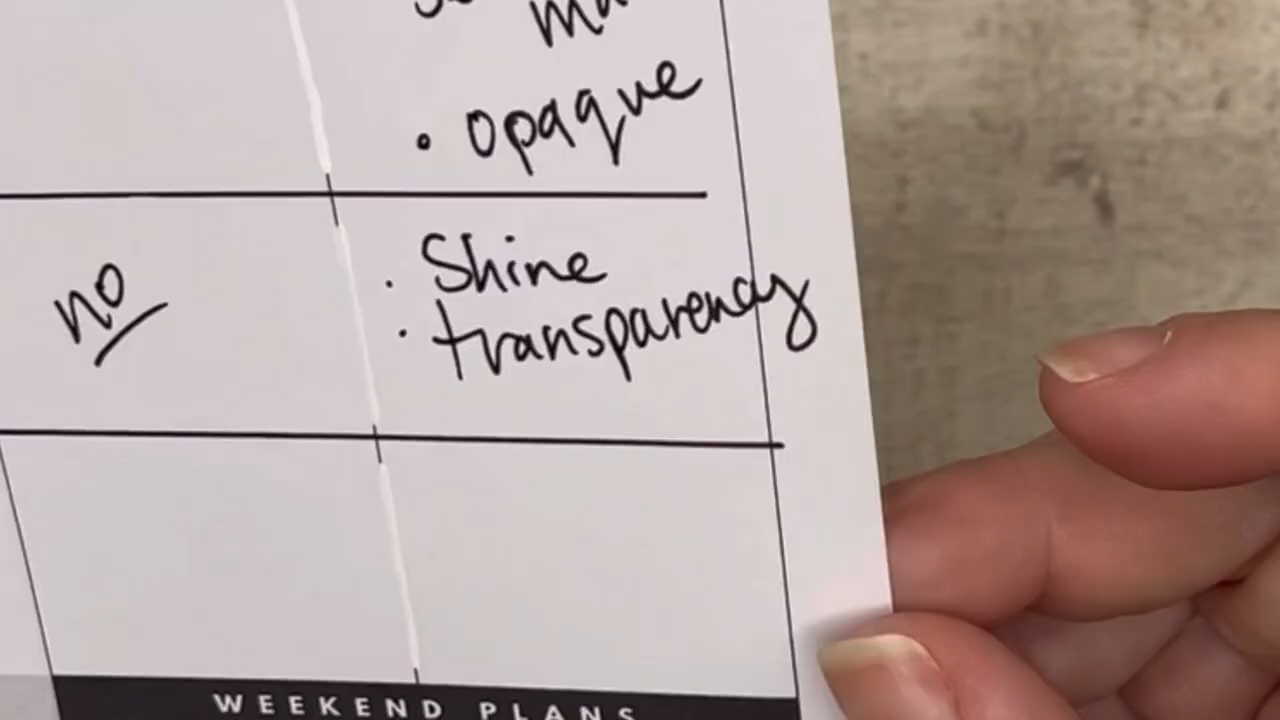 • Opaque
no
• Shine
• transparency
WEEKEND PLANS